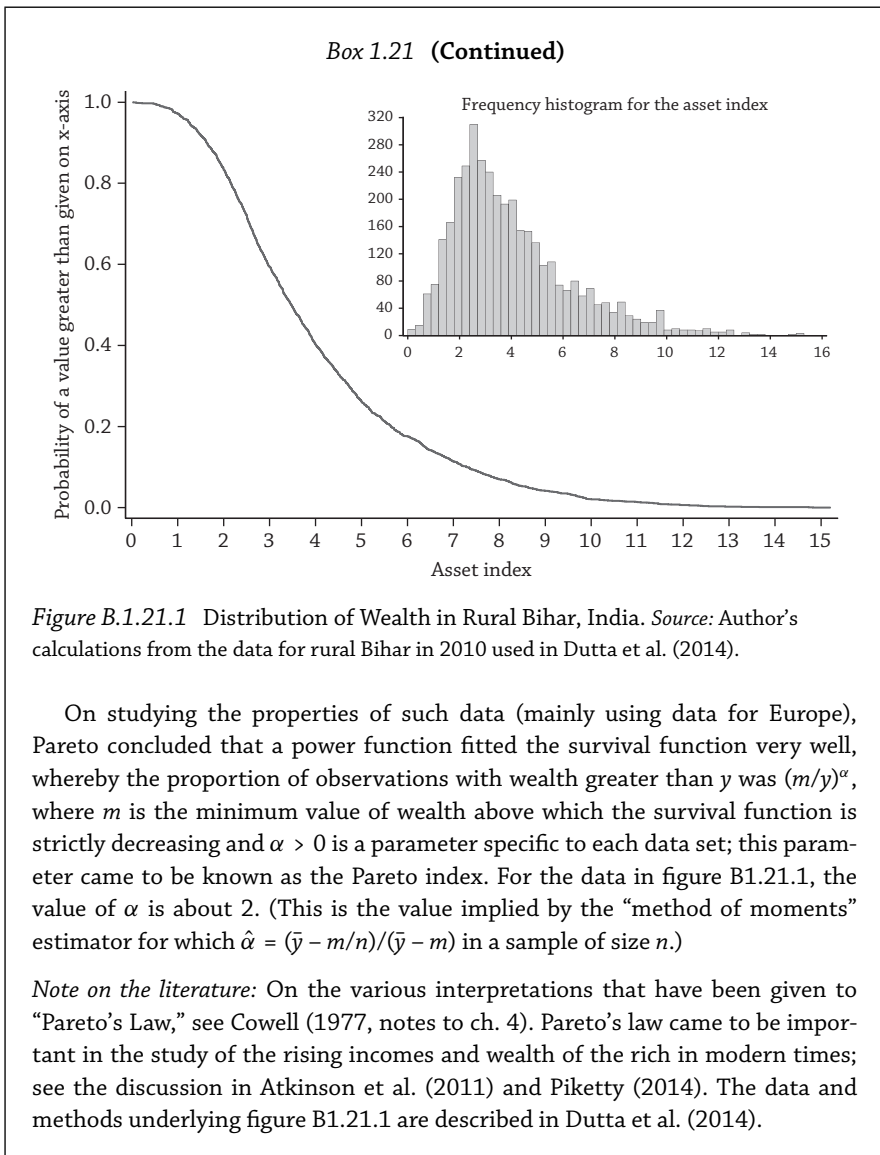 Box 1.21 (Continued)
Probability of a value greater than given on x-axis
1.0
0.8
0.6
0.4
0.2
0.0
0 1 2 3 4 5 6 7 8 9 10 11 12 13 14 15
Asset index
Frequency histogram for the asset index
320
280
240
200
160
120
80
40
0
0 2 4 6 8 10 12 14 16
Figure B.1.21.1 Distribution of Wealth in Rural Bihar, India. Source: Author’s
calculations from the data for rural Bihar in 2010 used in Dutta et al. (2014).
On studying the properties of such data (mainly using data for Europe),
Pareto concluded that a power function fitted the survival function very well,
whereby the proportion of observations with wealth greater than y was (m/y)^α,
where m is the minimum value of wealth above which the survival function is
strictly decreasing and α > 0 is a parameter specific to each data set; this param-
eter came to be known as the Pareto index. For the data in figure B1.21.1, the
value of α is about 2. (This is the value implied by the “method of moments”
estimator for which α̂ = (ȳ – m/n)/(ȳ – m) in a sample of size n.)
Note on the literature: On the various interpretations that have been given to
“Pareto’s Law,” see Cowell (1977, notes to ch. 4). Pareto’s law came to be impor-
tant in the study of the rising incomes and wealth of the rich in modern times;
see the discussion in Atkinson et al. (2011) and Piketty (2014). The data and
methods underlying figure B1.21.1 are described in Dutta et al. (2014).